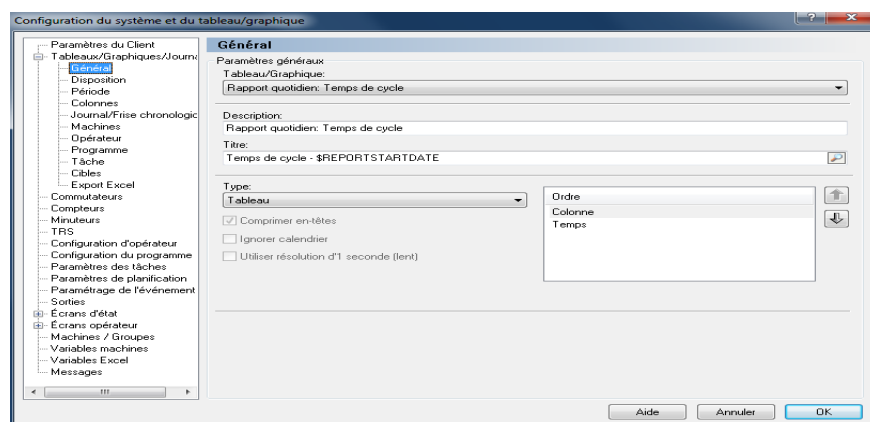 Configuration du système et du tableau/graphique
Paramètres du Client
Tableaux/Graphiques/Journa
Général
Disposition
Période
Colonnes
Journal/Frise chronologic
Machines
Opérateur
Programme
Tâche
Cibles
Export Excel
Commutateurs
Compteurs
Minuteurs
TRS
Configuration d'opérateur
Configuration du programme
Paramètres des tâches
Paramètres de planification
Paramétrage de l'événement
Sorties
Écrans d'état
Écrans opérateur
Machines / Groupes
Variables machines
Variables Excel
Messages
Général
Paramètres généraux
Tableau/Graphique:
Rapport quotidien: Temps de cycle
Description:
Rapport quotidien: Temps de cycle
Titre:
Temps de cycle - $REPORTSTARTDATE
Type:
Tableau
Comprimer en-têtes
Ignorer calendrier
Utiliser résolution d'1 seconde (lent)
Ordre
Colonne
Temps
Aide
Annuler
OK